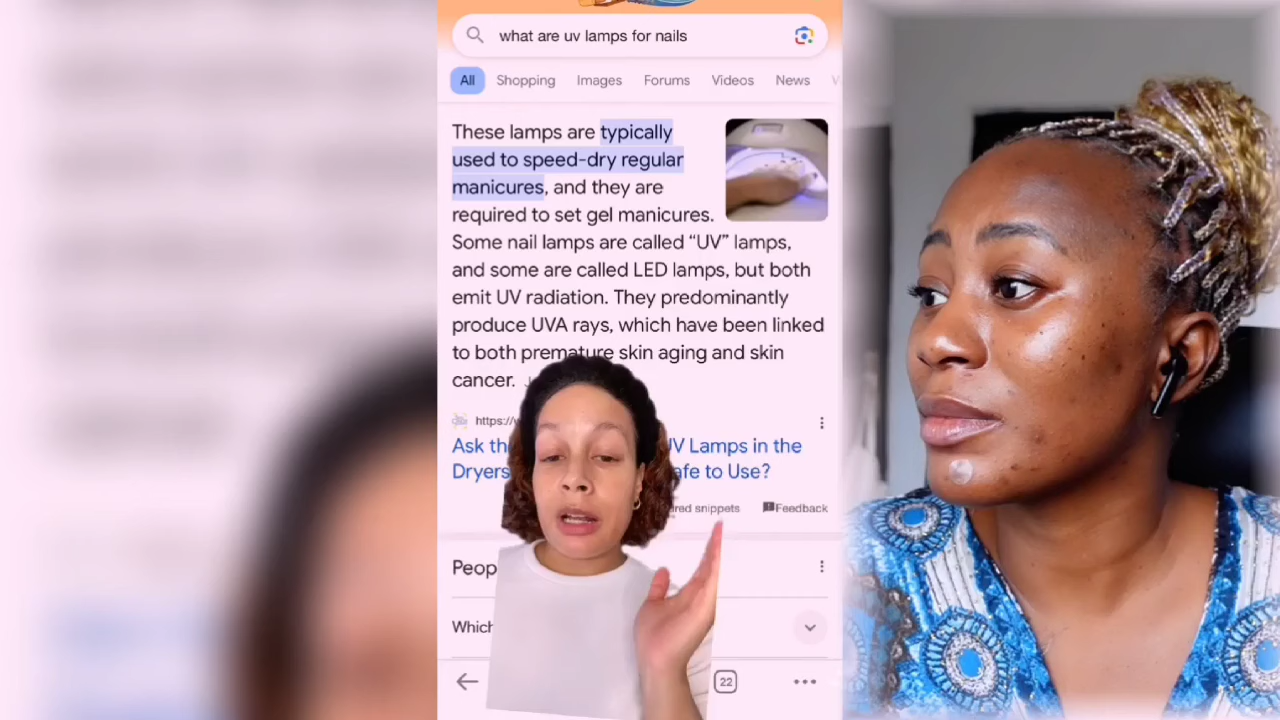 what are uv lamps for nails
All Shopping Images Forums Videos News
These lamps are typically
used to speed-dry regular
manicures, and they are
required to set gel manicures.
Some nail lamps are called “UV” lamps,
and some are called LED lamps, but both
emit UV radiation. They predominantly
produce UVA rays, which have been linked
to both premature skin aging and skin
cancer.
Ask UV Lamps in the
Dryers to Use?
snippets Feedback
Which
22